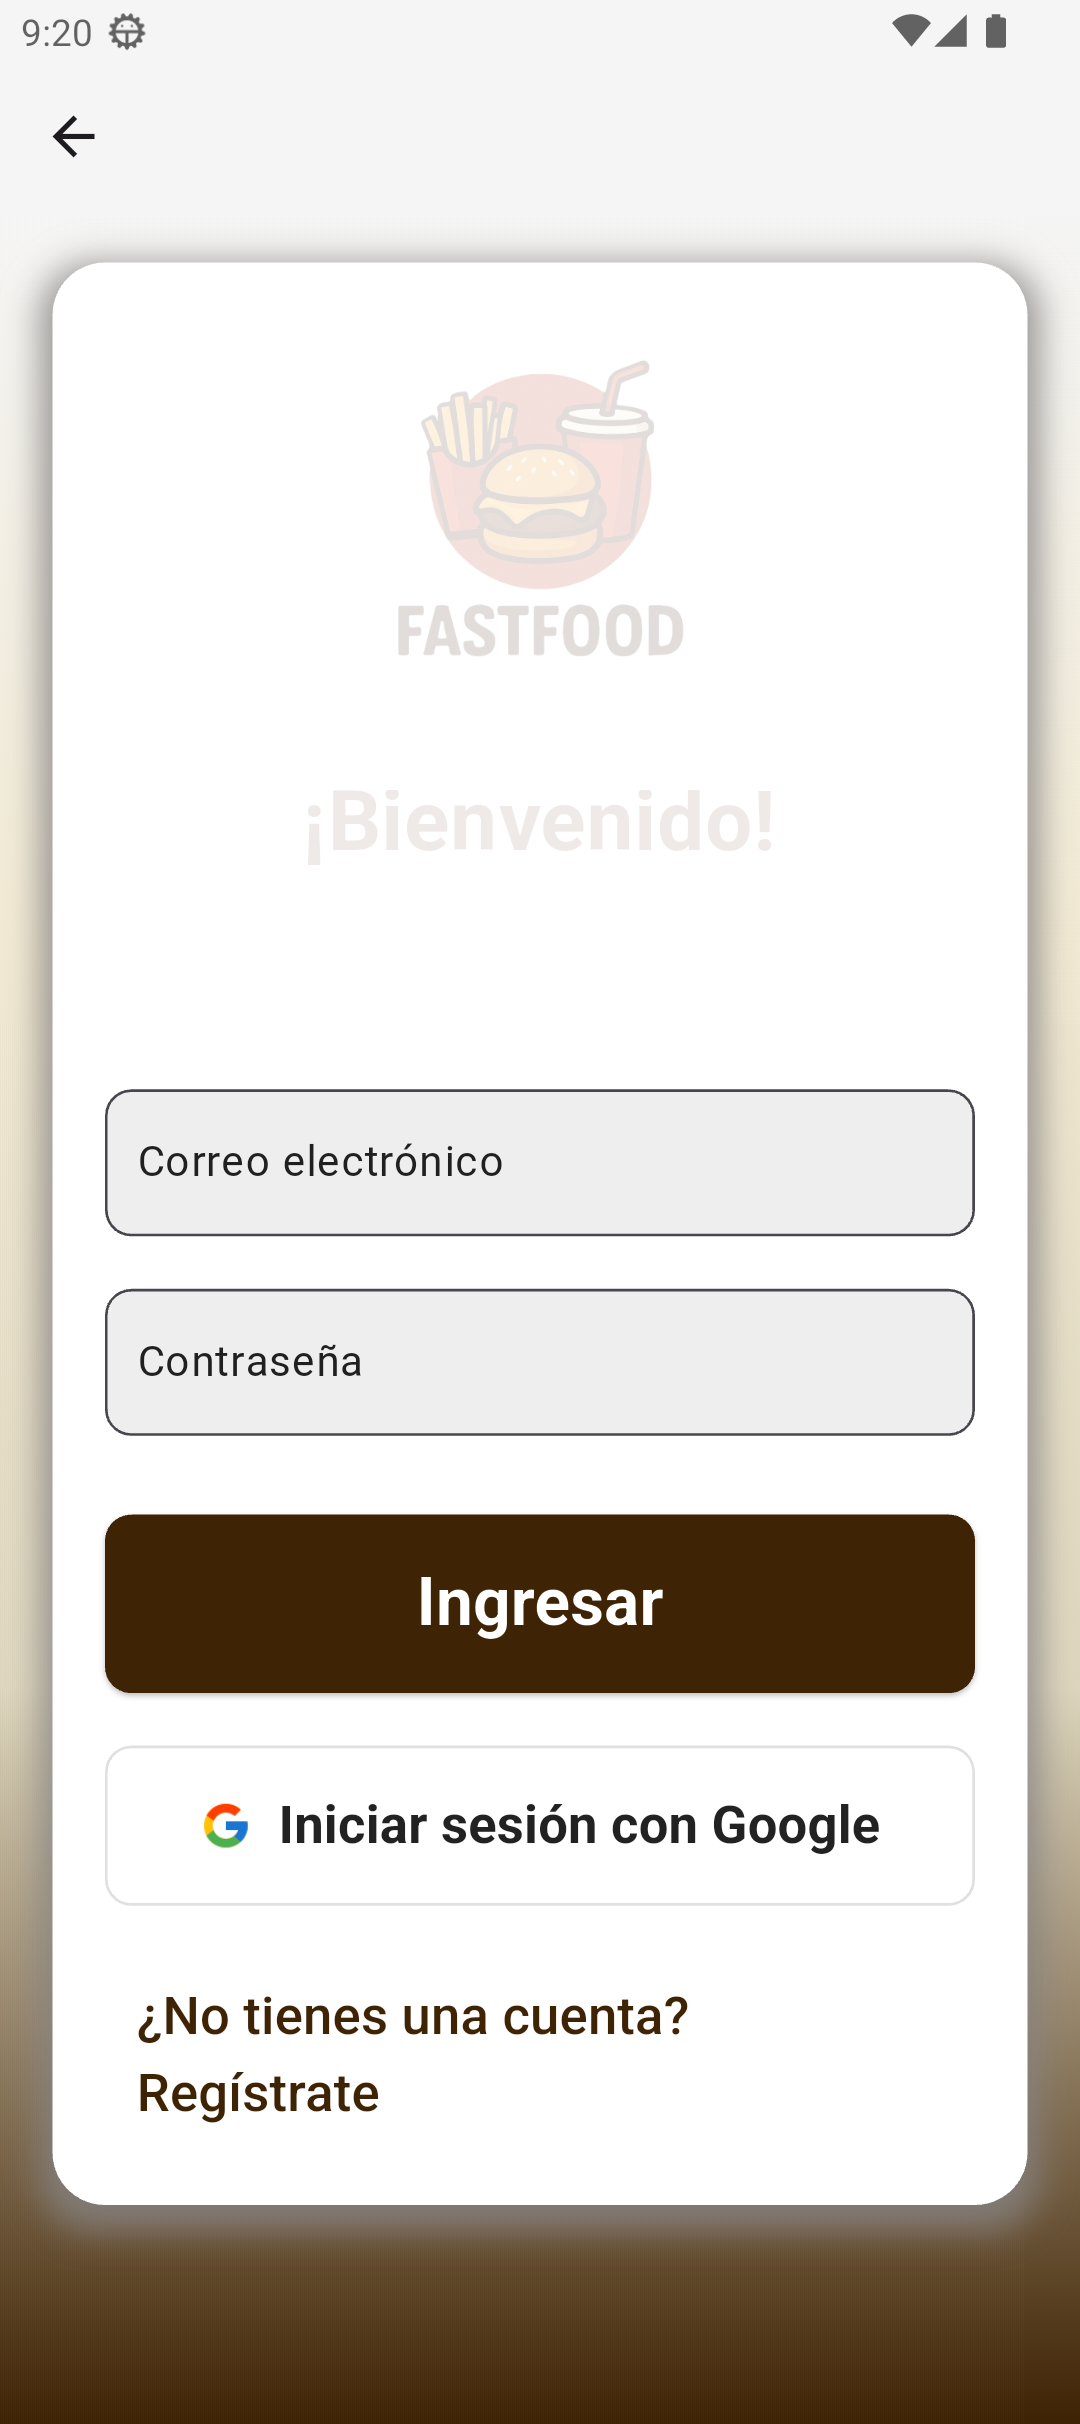 9:20
FASTFOOD
¡Bienvenido!
Correo electrónico
Contraseña
Ingresar
Iniciar sesión con Google
¿No tienes una cuenta?
Regístrate